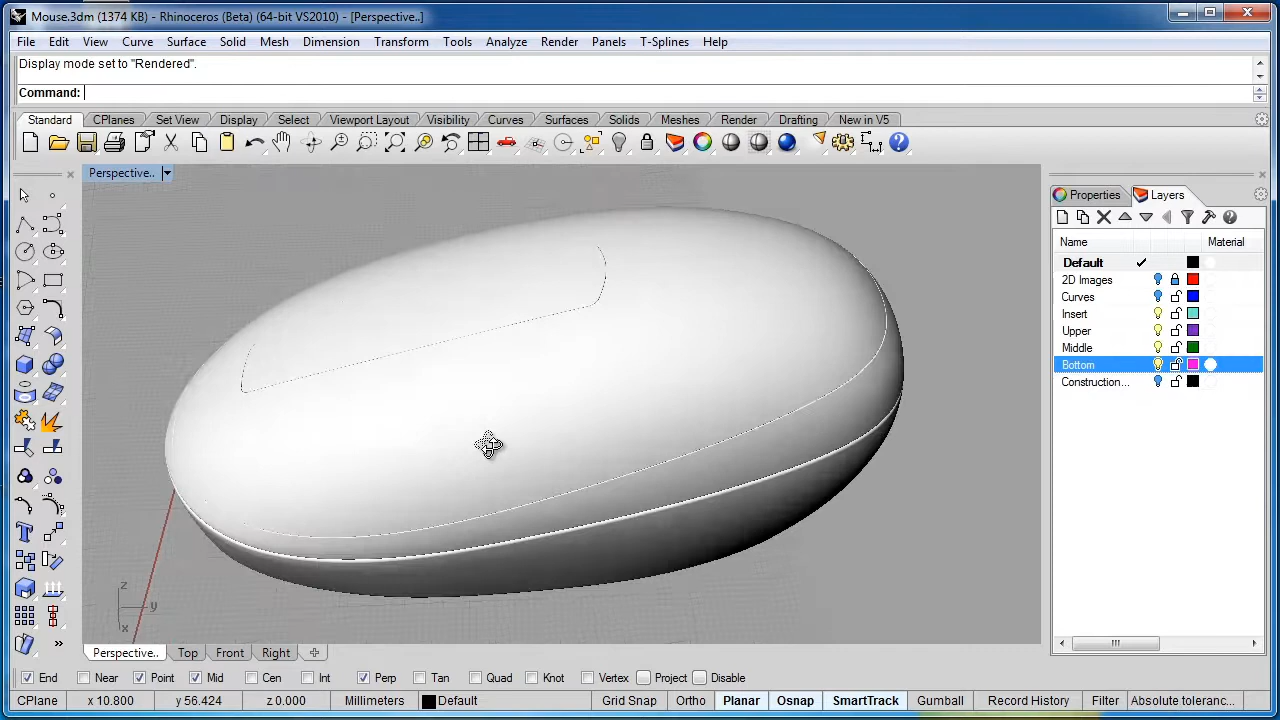 Mouse.3dm (1374 KB) - Rhinoceros (Beta) (64-bit VS2010) - [Perspective..]
File Edit View Curve Surface Solid Mesh Dimension Transform Tools Analyze Render Panels T-Splines Help
Display mode set to "Rendered".
Command:
Standard CPlanes Set View Display Select Viewport Layout Visibility Curves Surfaces Solids Meshes Render Drafting New in V5
Perspective..
Properties Layers
Name Material
Default
2D Images
Curves
Insert
Upper
Middle
Bottom
Construction...
z
y
x
Perspective.. Top Front Right
End Near Point Mid Cen Int Perp Tan Quad Knot Vertex Project Disable
CPlane x 10.800 y 56.424 z 0.000 Millimeters Default Grid Snap Ortho Planar Osnap SmartTrack Gumball Record History Filter Absolute toleranc...